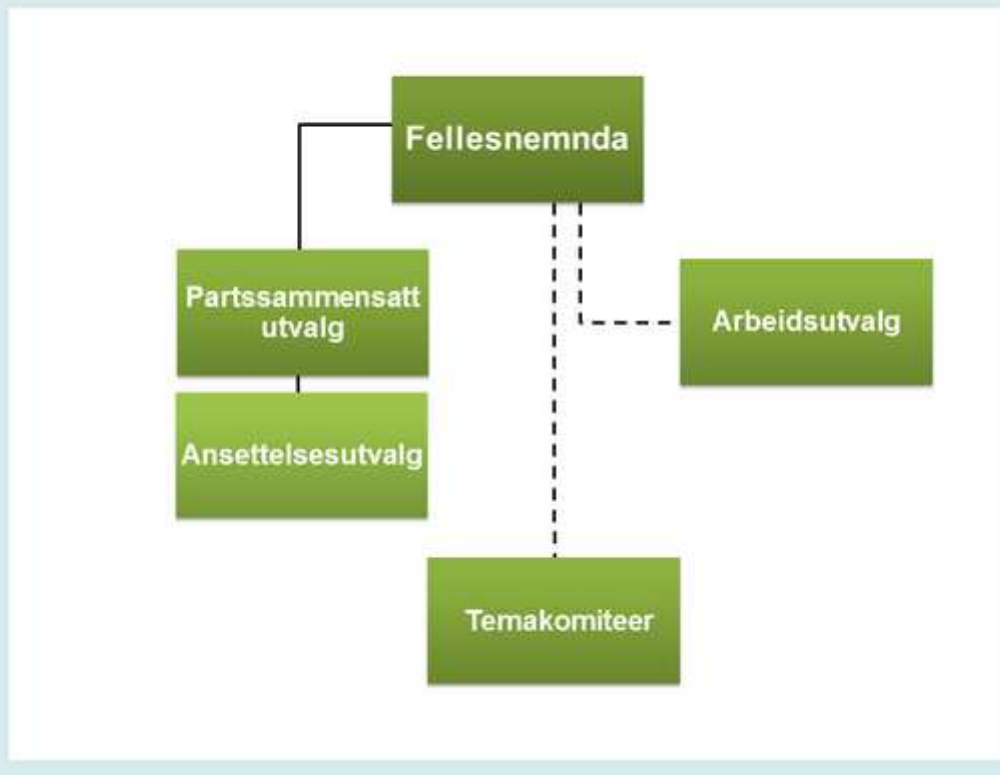 Fellesnemnda
Partssammensatt
utvalg
Arbeidsutvalg
Ansettelsesutvalg
Temakomiteer